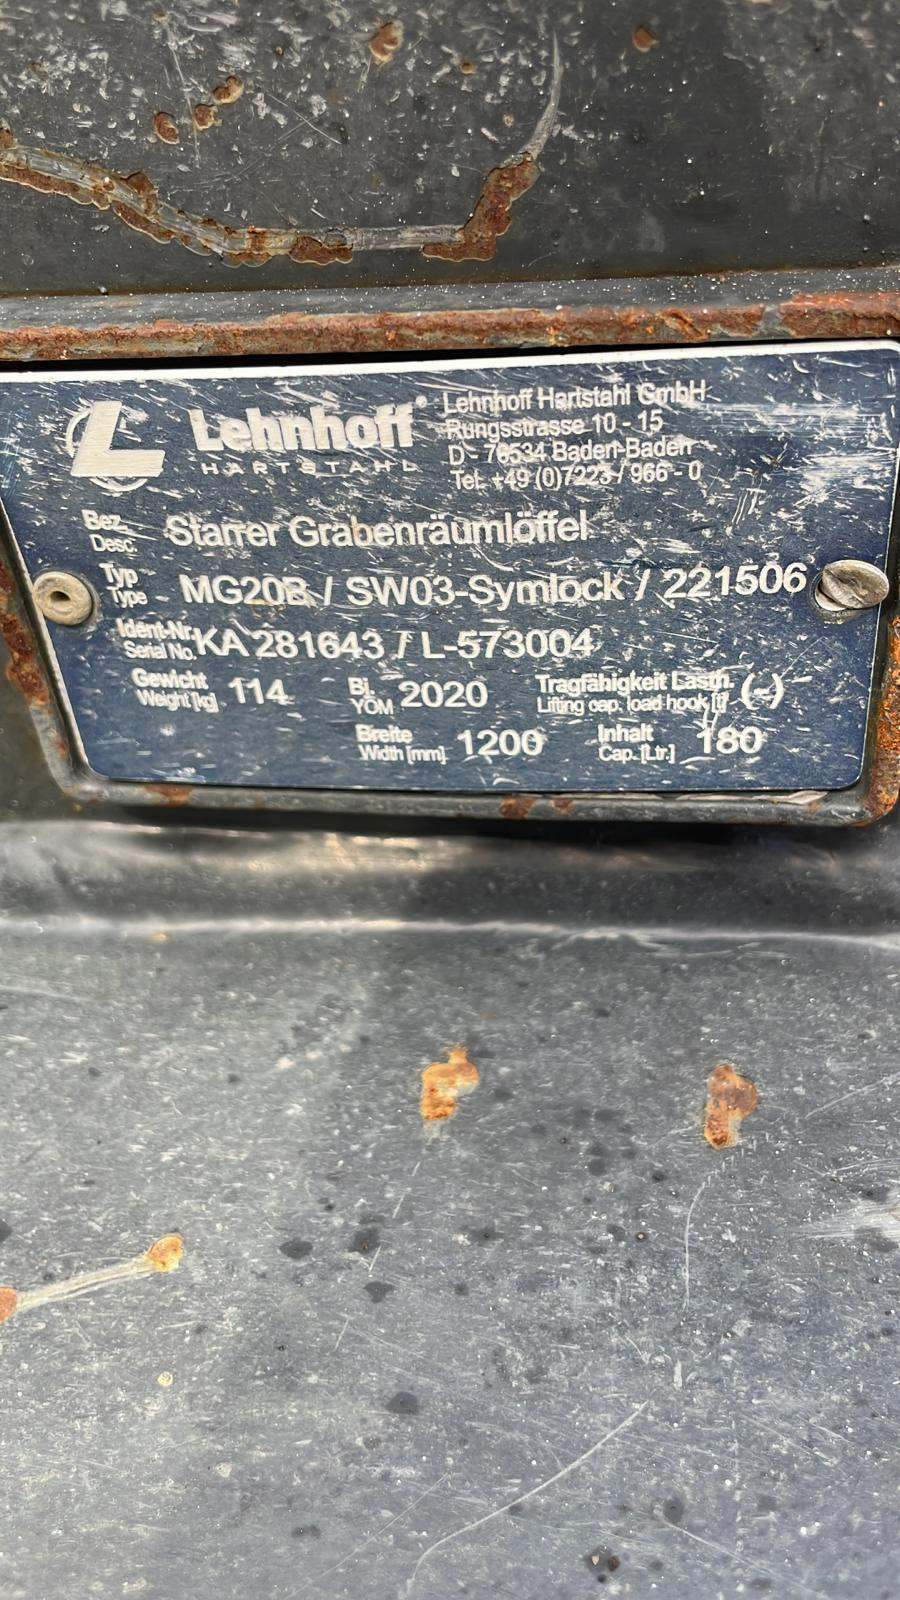 Lehnhoff®
HARTSTAHL
Lehnhoff Hartstahl GmbH
Rungsstrasse 10 - 15
D - 76534 Baden-Baden
Tel. +49 (0)7223 / 966 - 0
Bez. Starrer Grabenräumlöffel
Desc.
Typ MG20B / SW03-Symlock / 221506
Type
Ident-Nr. KA 281643 / L-573004
Serial No.
Gewicht 114 Bj. 2020 Tragfähigkeit Lasth. (-)
Weight [kg] YOM Lifting cap. load hook [t]
Breite 1200 Inhalt 180
Width [mm] Cap. [Ltr.]